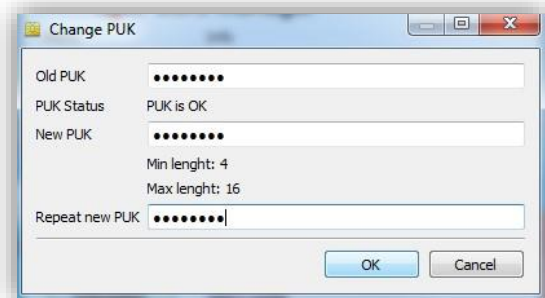 Change PUK
Old PUK ••••••••
PUK Status PUK is OK
New PUK ••••••••
Min lenght: 4
Max lenght: 16
Repeat new PUK ••••••••
OK Cancel